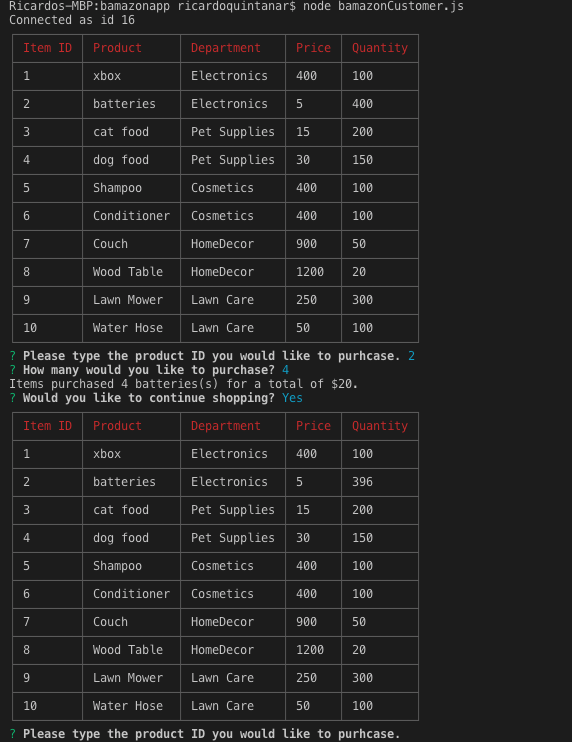 Ricardos-MBP:bamazonapp ricardoquintanar$ node bamazonCustomer.js
Connected as id 16
Item ID Product Department Price Quantity
1 xbox Electronics 400 100
2 batteries Electronics 5 400
3 cat food Pet Supplies 15 200
4 dog food Pet Supplies 30 150
5 Shampoo Cosmetics 400 100
6 Conditioner Cosmetics 400 100
7 Couch HomeDecor 900 50
8 Wood Table HomeDecor 1200 20
9 Lawn Mower Lawn Care 250 300
10 Water Hose Lawn Care 50 100
? Please type the product ID you would like to purhcase. 2
? How many would you like to purchase? 4
Items purchased 4 batteries(s) for a total of $20.
? Would you like to continue shopping? Yes
Item ID Product Department Price Quantity
1 xbox Electronics 400 100
2 batteries Electronics 5 396
3 cat food Pet Supplies 15 200
4 dog food Pet Supplies 30 150
5 Shampoo Cosmetics 400 100
6 Conditioner Cosmetics 400 100
7 Couch HomeDecor 900 50
8 Wood Table HomeDecor 1200 20
9 Lawn Mower Lawn Care 250 300
10 Water Hose Lawn Care 50 100
? Please type the product ID you would like to purhcase.